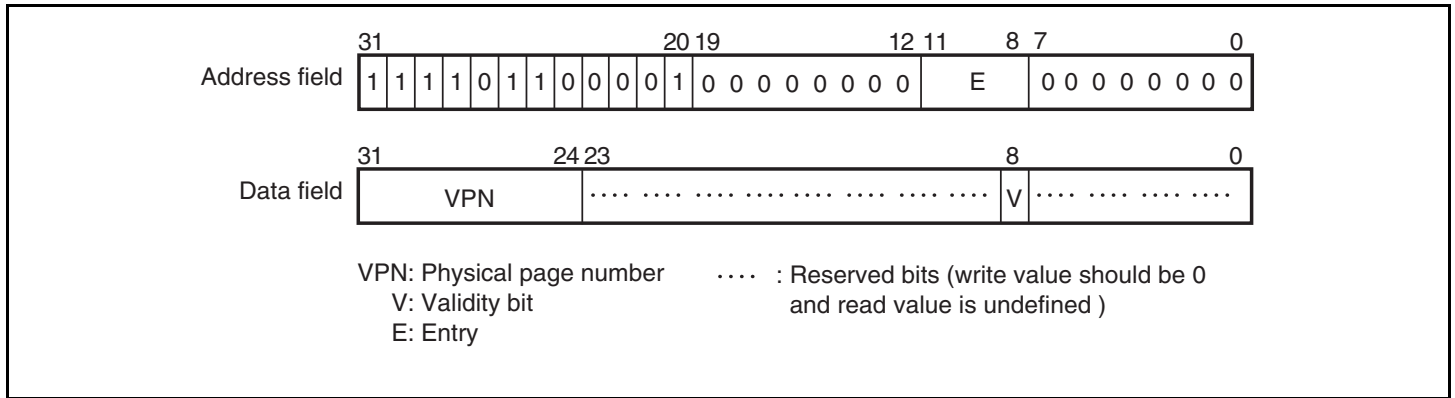 31 20 19 12 11 8 7 0
Address field 1 1 1 1 0 1 1 0 0 0 0 1 0 0 0 0 0 0 0 0 E 0 0 0 0 0 0 0 0
31 24 23 8 0
Data field VPN .... .... .... .... .... .... .... .... V .... .... .... ....
VPN: Physical page number .... : Reserved bits (write value should be 0
V: Validity bit and read value is undefined )
E: Entry